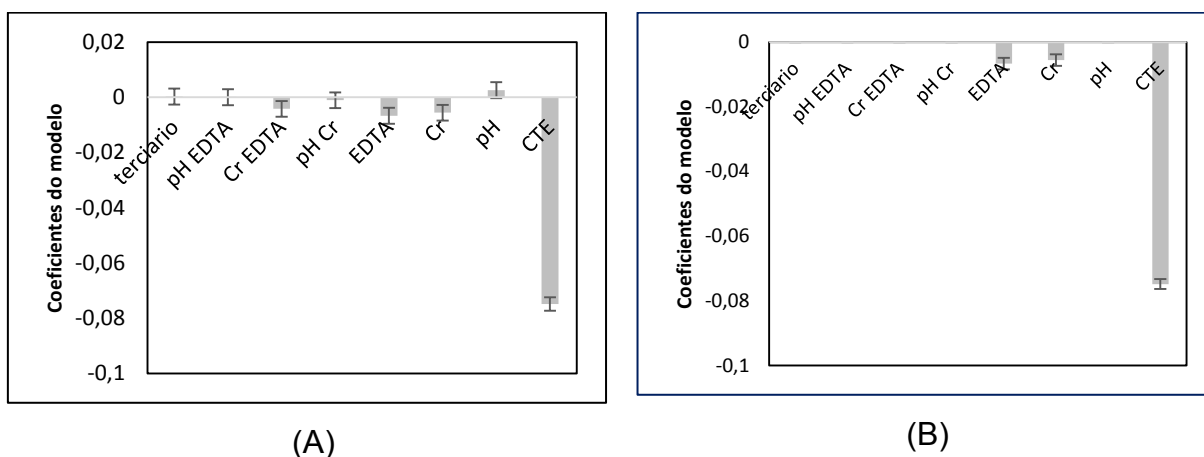 Coeficientes do modelo
0,02
0
-0,02
-0,04
-0,06
-0,08
-0,1
terciario
pH EDTA
Cr EDTA
pH Cr
EDTA
Cr
pH
CTE
(A)
Coeficientes do modelo
0
-0,02
-0,04
-0,06
-0,08
-0,1
terciario
pH EDTA
Cr EDTA
pH Cr
EDTA
Cr
pH
CTE
(B)